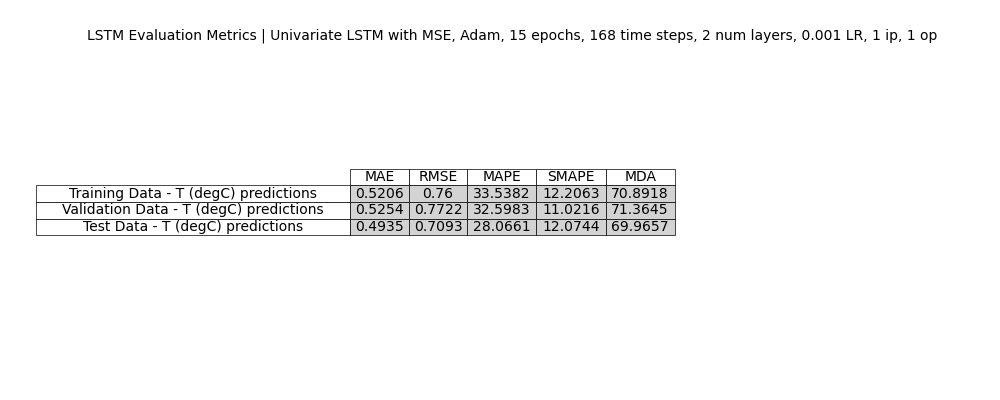 LSTM Evaluation Metrics | Univariate LSTM with MSE, Adam, 15 epochs, 168 time steps, 2 num layers, 0.001 LR, 1 ip, 1 op
MAE RMSE MAPE SMAPE MDA
Training Data - T (degC) predictions 0.5206 0.76 33.5382 12.2063 70.8918
Validation Data - T (degC) predictions 0.5254 0.7722 32.5983 11.0216 71.3645
Test Data - T (degC) predictions 0.4935 0.7093 28.0661 12.0744 69.9657